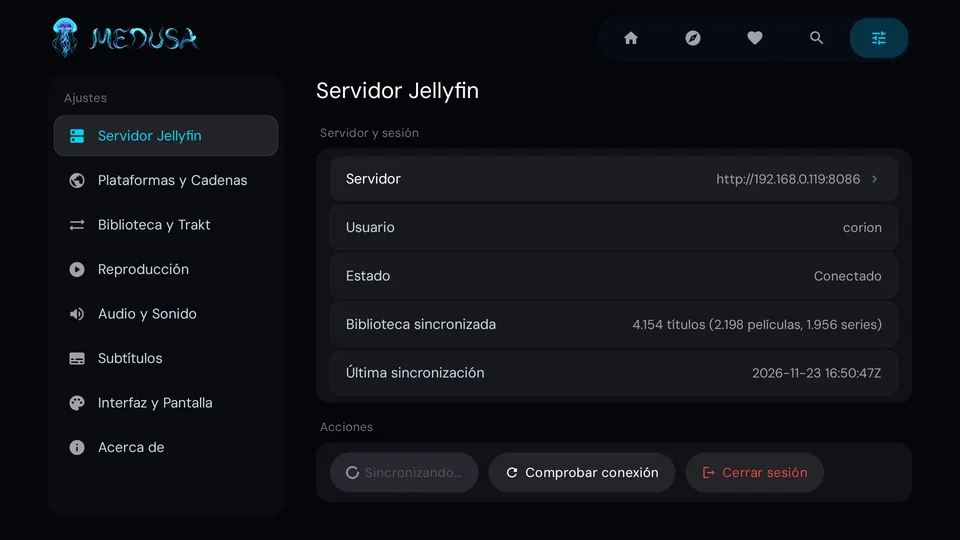 MEDUSA
Ajustes
Servidor Jellyfin
Plataformas y Cadenas
Biblioteca y Trakt
Reproducción
Audio y Sonido
Subtítulos
Interfaz y Pantalla
Acerca de
Servidor Jellyfin
Servidor y sesión
Servidor http://192.168.0.119:8086
Usuario corion
Estado Conectado
Biblioteca sincronizada 4.154 títulos (2.198 películas, 1.956 series)
Última sincronización 2026-11-23 16:50:47Z
Acciones
Sincronizando... Comprobar conexión Cerrar sesión